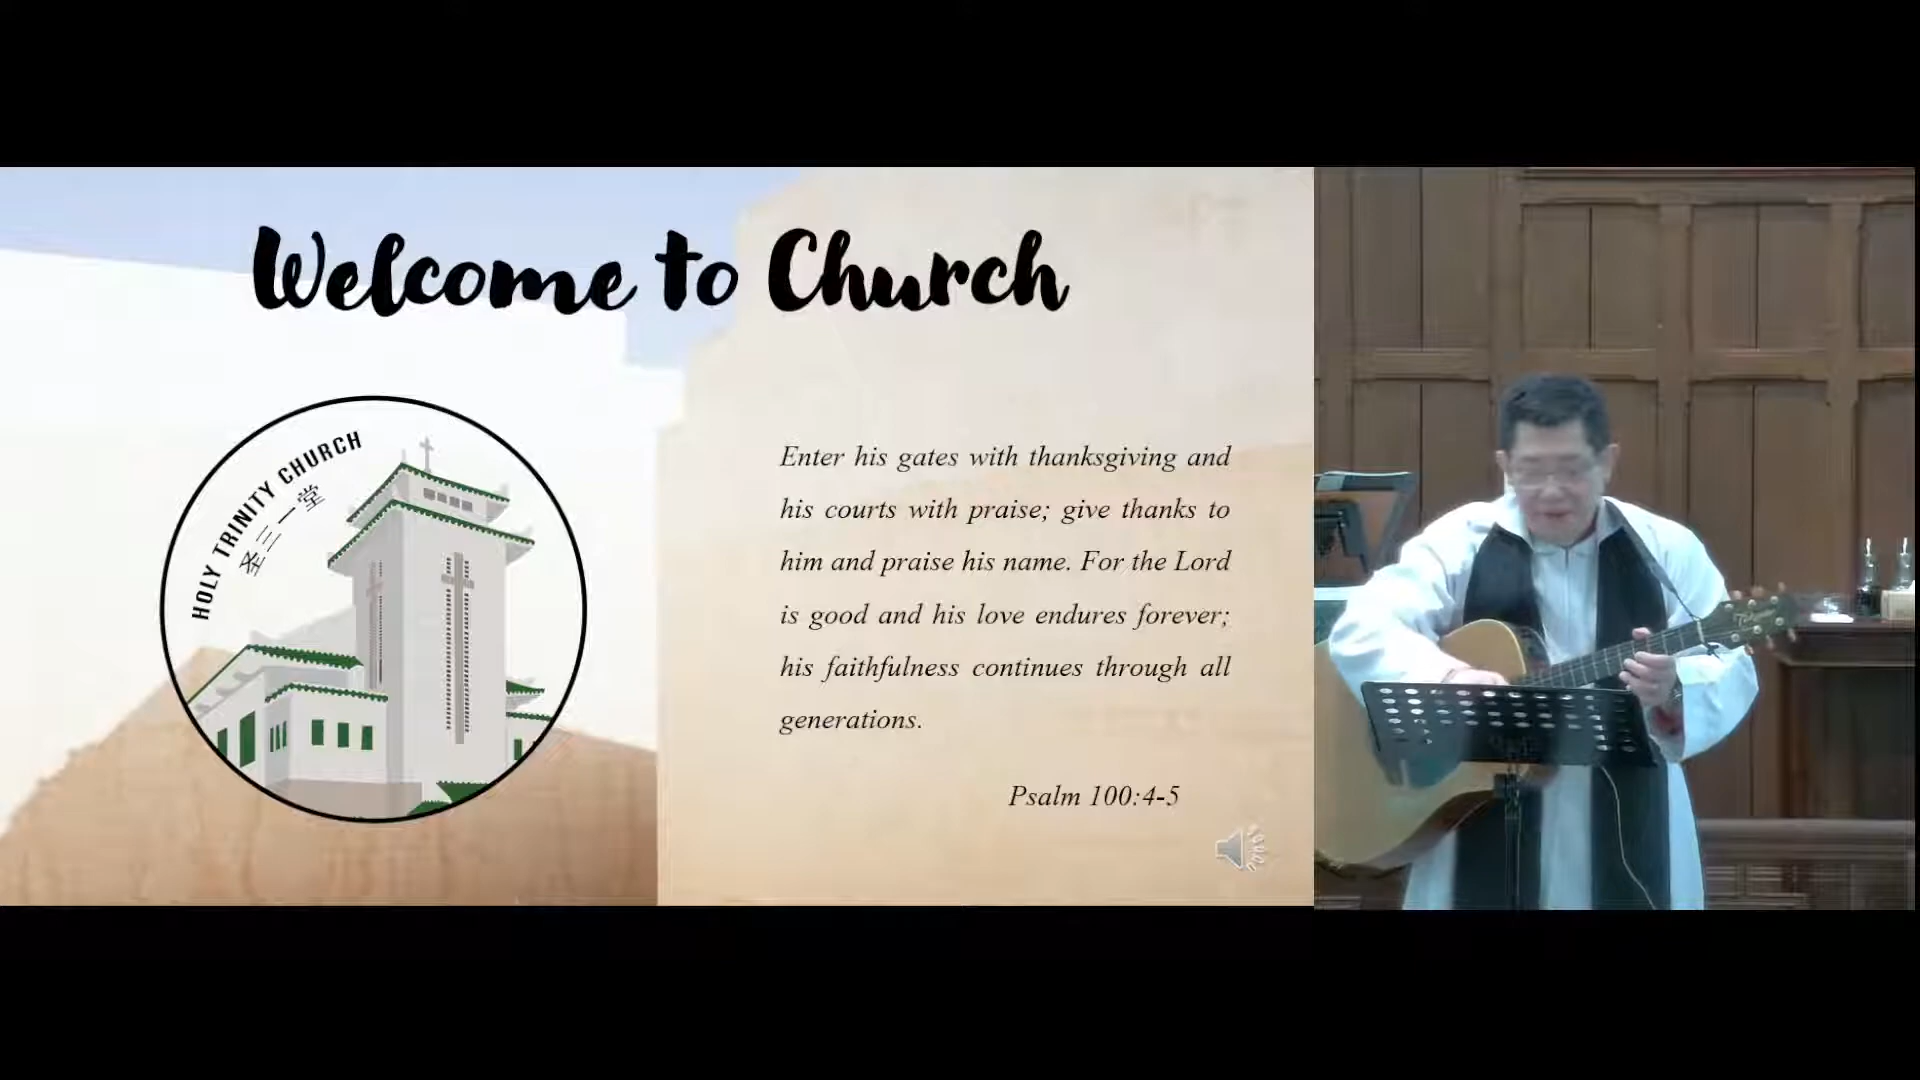 Welcome to Church
HOLY TRINITY CHURCH
圣三一堂
Enter his gates with thanksgiving and
his courts with praise; give thanks to
him and praise his name. For the Lord
is good and his love endures forever;
his faithfulness continues through all
generations.
Psalm 100:4-5